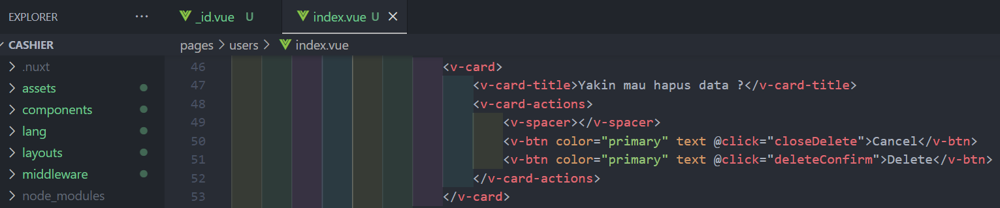 EXPLORER ···
_id.vue U
index.vue U
CASHIER
pages > users > index.vue
.nuxt
assets
components
lang
layouts
middleware
node_modules
46 <v-card>
47 <v-card-title>Yakin mau hapus data ?</v-card-title>
48 <v-card-actions>
49 <v-spacer></v-spacer>
50 <v-btn color="primary" text @click="closeDelete">Cancel</v-btn>
51 <v-btn color="primary" text @click="deleteConfirm">Delete</v-btn>
52 </v-card-actions>
53 </v-card>